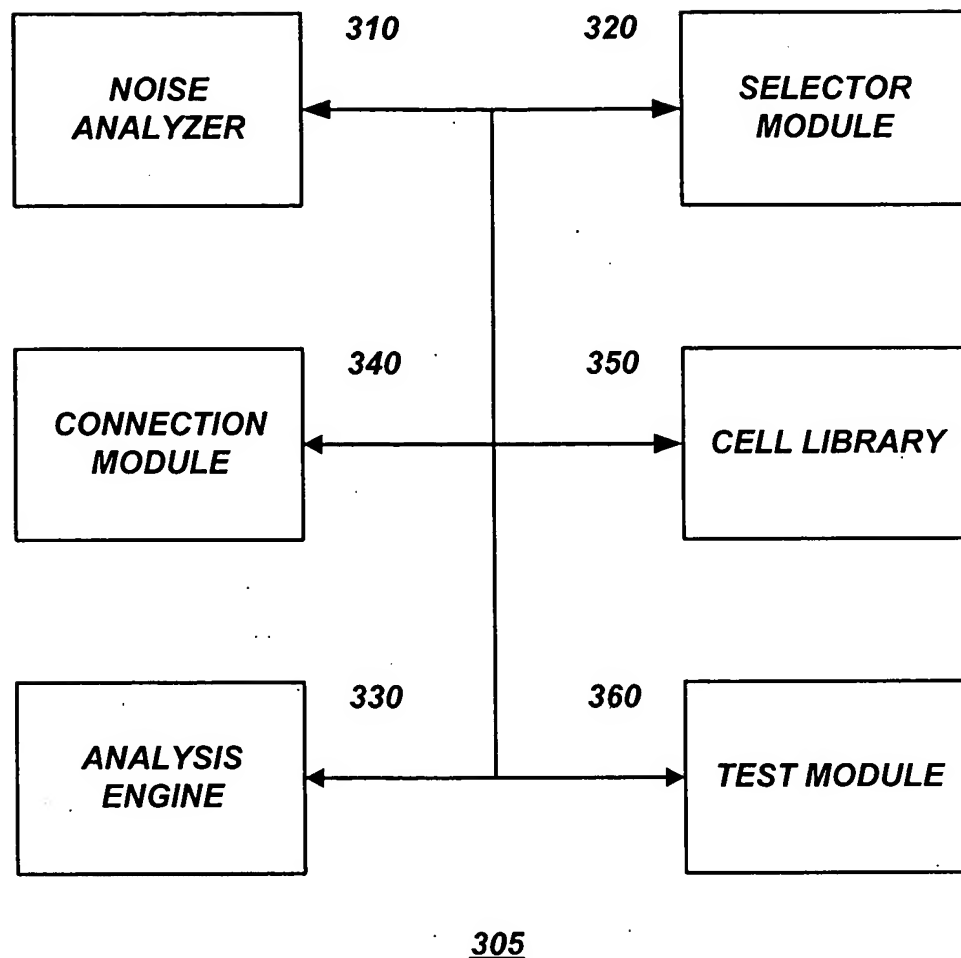 310
320
NOISE
ANALYZER
SELECTOR
MODULE
340
350
CONNECTION
MODULE
CELL LIBRARY
330
360
ANALYSIS
ENGINE
TEST MODULE
305